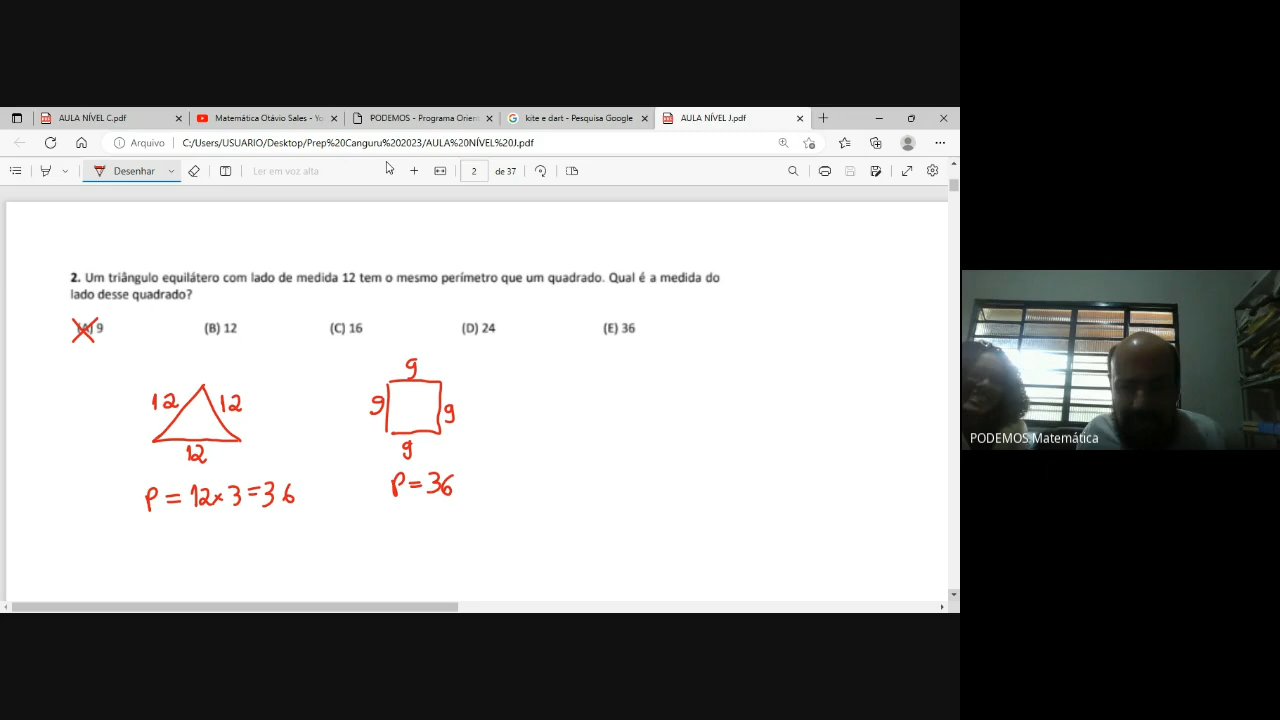 AULA NÍVEL C.pdf
Matemática Otávio Sales - Yo
PODEMOS - Programa Orien
kite e dart - Pesquisa Google
AULA NÍVEL J.pdf
Arquivo C:/Users/USUARIO/Desktop/Prep%20Canguru%202023/AULA%20NÍVEL%20J.pdf
Desenhar
Ler em voz alta
2 de 37
2. Um triângulo equilátero com lado de medida 12 tem o mesmo perímetro que um quadrado. Qual é a medida do
lado desse quadrado?
(A) 9 (B) 12 (C) 16 (D) 24 (E) 36
9
12 12 9 9
12 9
P = 12 x 3 = 36 P = 36
PODEMOS Matemática